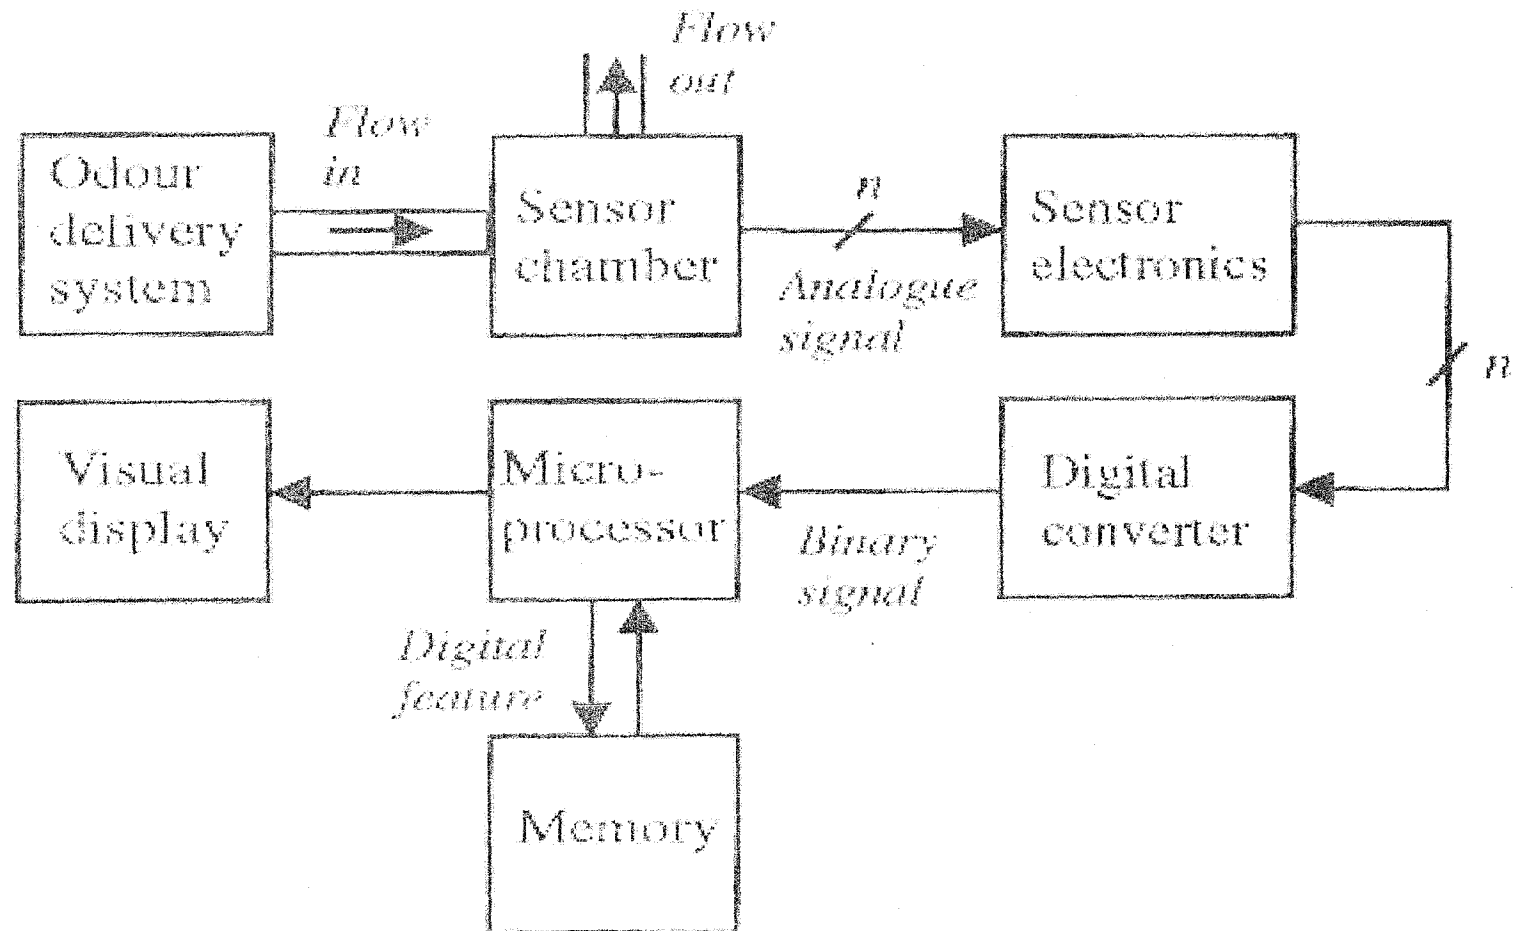 Flow
out
Flow
in
Odour
delivery
system
Sensor
chamber
n
Analogue
signal
Sensor
electronics
n
Visual
display
Micro-
processor
Binary
signal
Digital
converter
Digital
feature
Memory